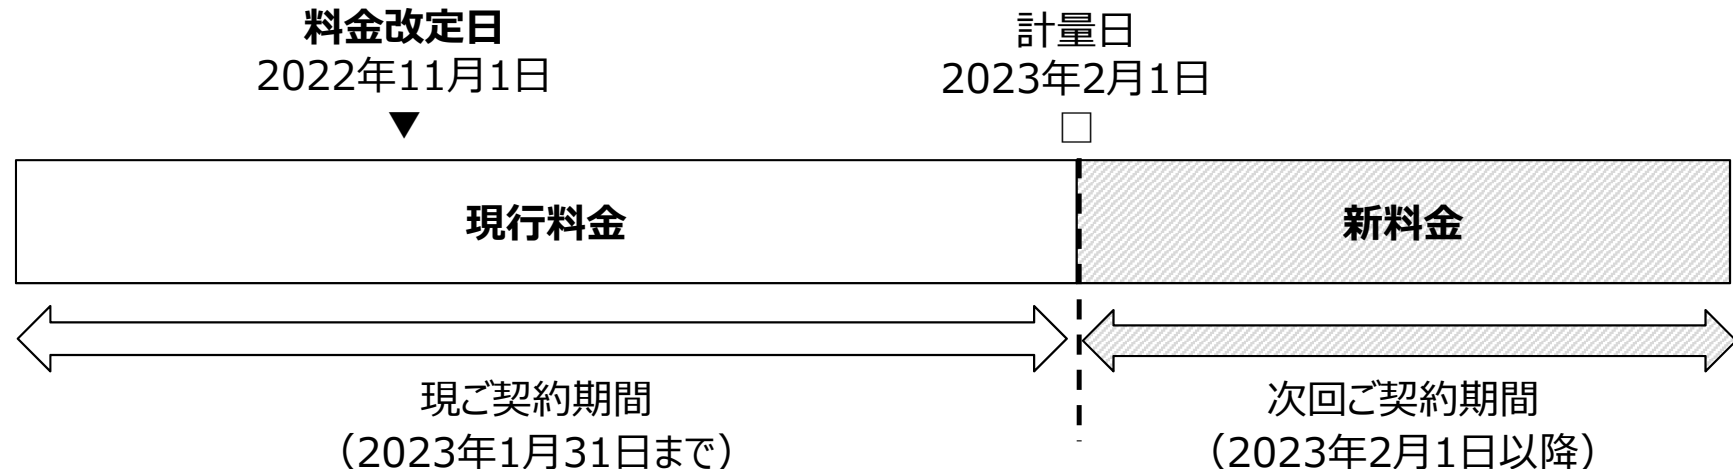 料金改定日
2022年11月1日
▼
計量日
2023年2月1日
□
現行料金
新料金
現ご契約期間
（2023年1月31日まで）
次回ご契約期間
（2023年2月1日以降）